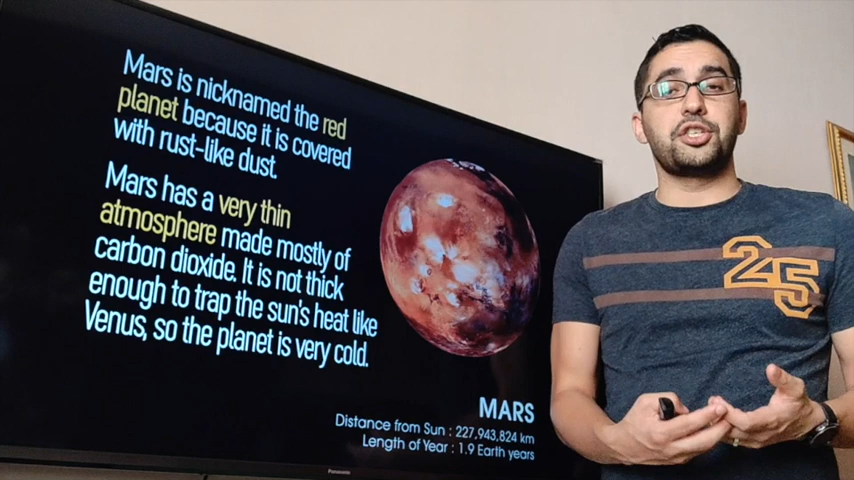 Mars is nicknamed the red
planet because it is covered
with rust-like dust.
Mars has a very thin
atmosphere made mostly of
carbon dioxide. It is not thick
enough to trap the sun's heat like
Venus, so the planet is very cold.
MARS
Distance from Sun : 227,943,824 km
Length of Year : 1.9 Earth years
Panasonic
25